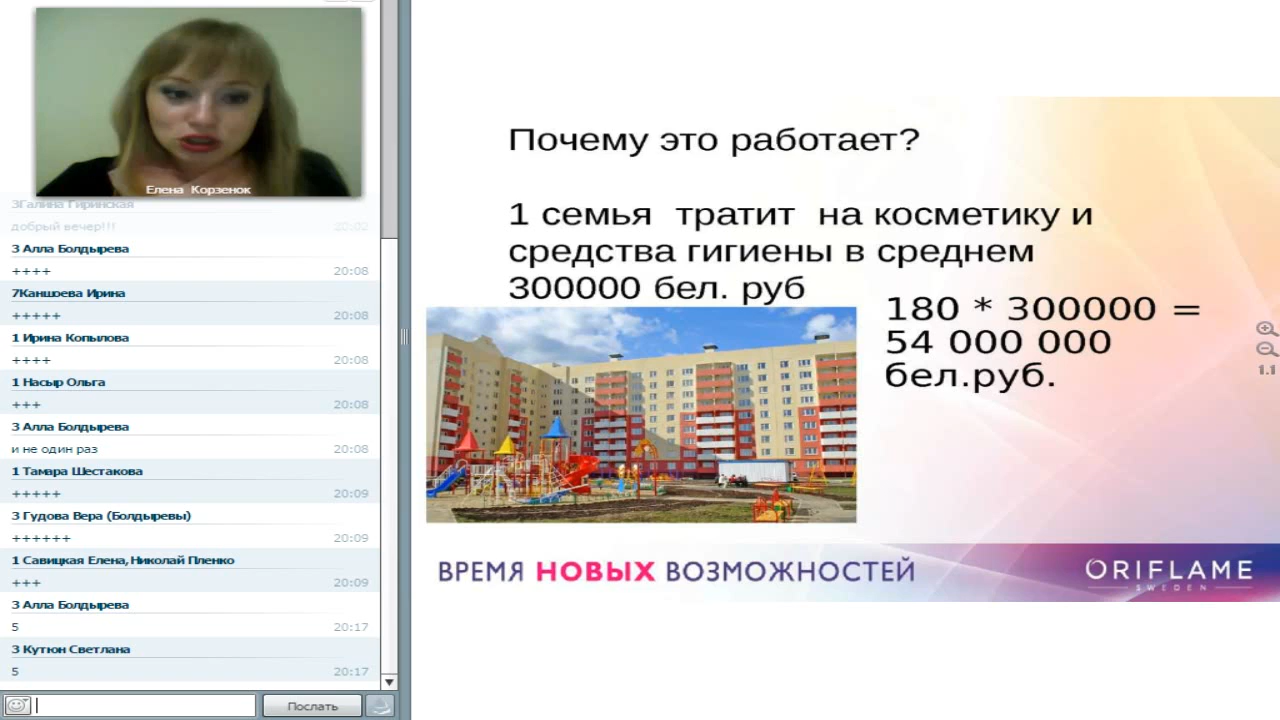 Елена Корзенок
3Галина Гиринская
добрый вечер!!!
20:02
3 Алла Болдырева
++++
20:08
7Каншоева Ирина
+++++
20:08
1 Ирина Копылова
++++
20:08
1 Насыр Ольга
+++
20:08
3 Алла Болдырева
и не один раз
20:08
1 Тамара Шестакова
+++++
20:09
3 Гудова Вера (Болдыревы)
++++++
20:09
1 Савицкая Елена, Николай Пленко
+++
20:09
3 Алла Болдырева
5
20:17
3 Кутюн Светлана
5
20:17
Послать
Почему это работает?
1 семья тратит на косметику и
средства гигиены в среднем
300000 бел. руб
180 * 300000 =
54 000 000
бел.руб.
ВРЕМЯ НОВЫХ ВОЗМОЖНОСТЕЙ
ORIFLAME
SWEDEN
1.1